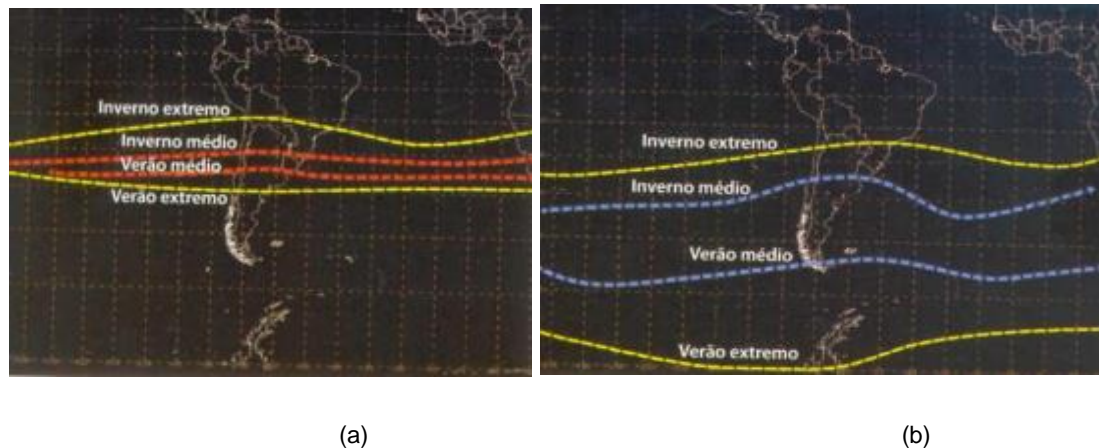 Inverno extremo
Inverno médio
Verão médio
Verão extremo
Inverno extremo
Inverno médio
Verão médio
Verão extremo
(a)
(b)